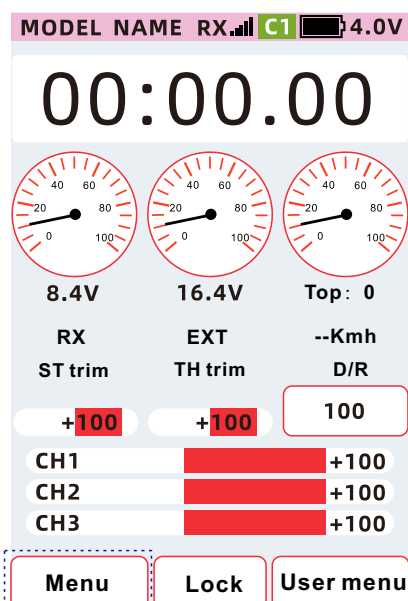 MODEL NAME RX C1 4.0V
00:00.00
40 60 40 60 40 60
20 80 20 80 20 80
0 100 0 100 0 100
8.4V 16.4V Top: 0
RX EXT --Kmh
ST trim TH trim D/R
+100 +100 100
CH1 +100
CH2 +100
CH3 +100
Menu Lock User menu